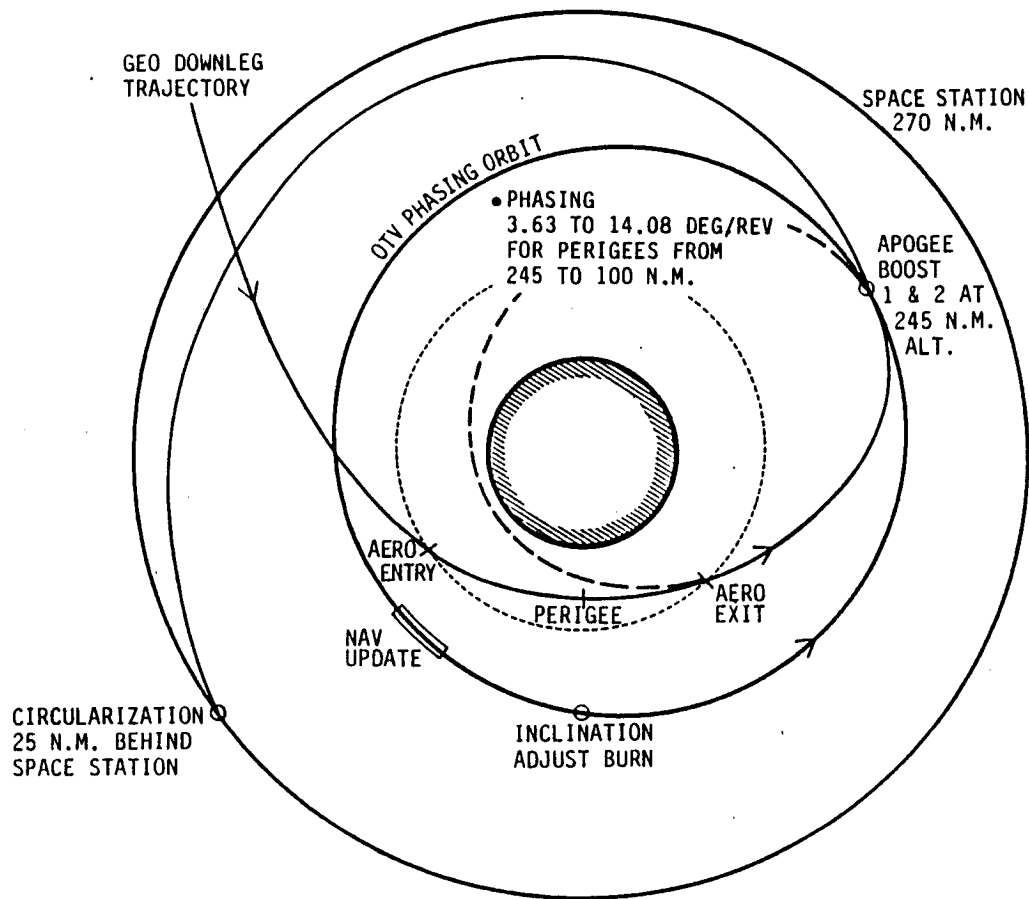 GEO DOWNLEG
TRAJECTORY
SPACE STATION
270 N.M.
OTV PHASING ORBIT
• PHASING
3.63 TO 14.08 DEG/REV
FOR PERIGEES FROM
245 TO 100 N.M.
APOGEE
BOOST
1 & 2 AT
245 N.M.
ALT.
AERO
ENTRY
PERIGEE
AERO
EXIT
NAV
UPDATE
CIRCULARIZATION
25 N.M. BEHIND
SPACE STATION
INCLINATION
ADJUST BURN